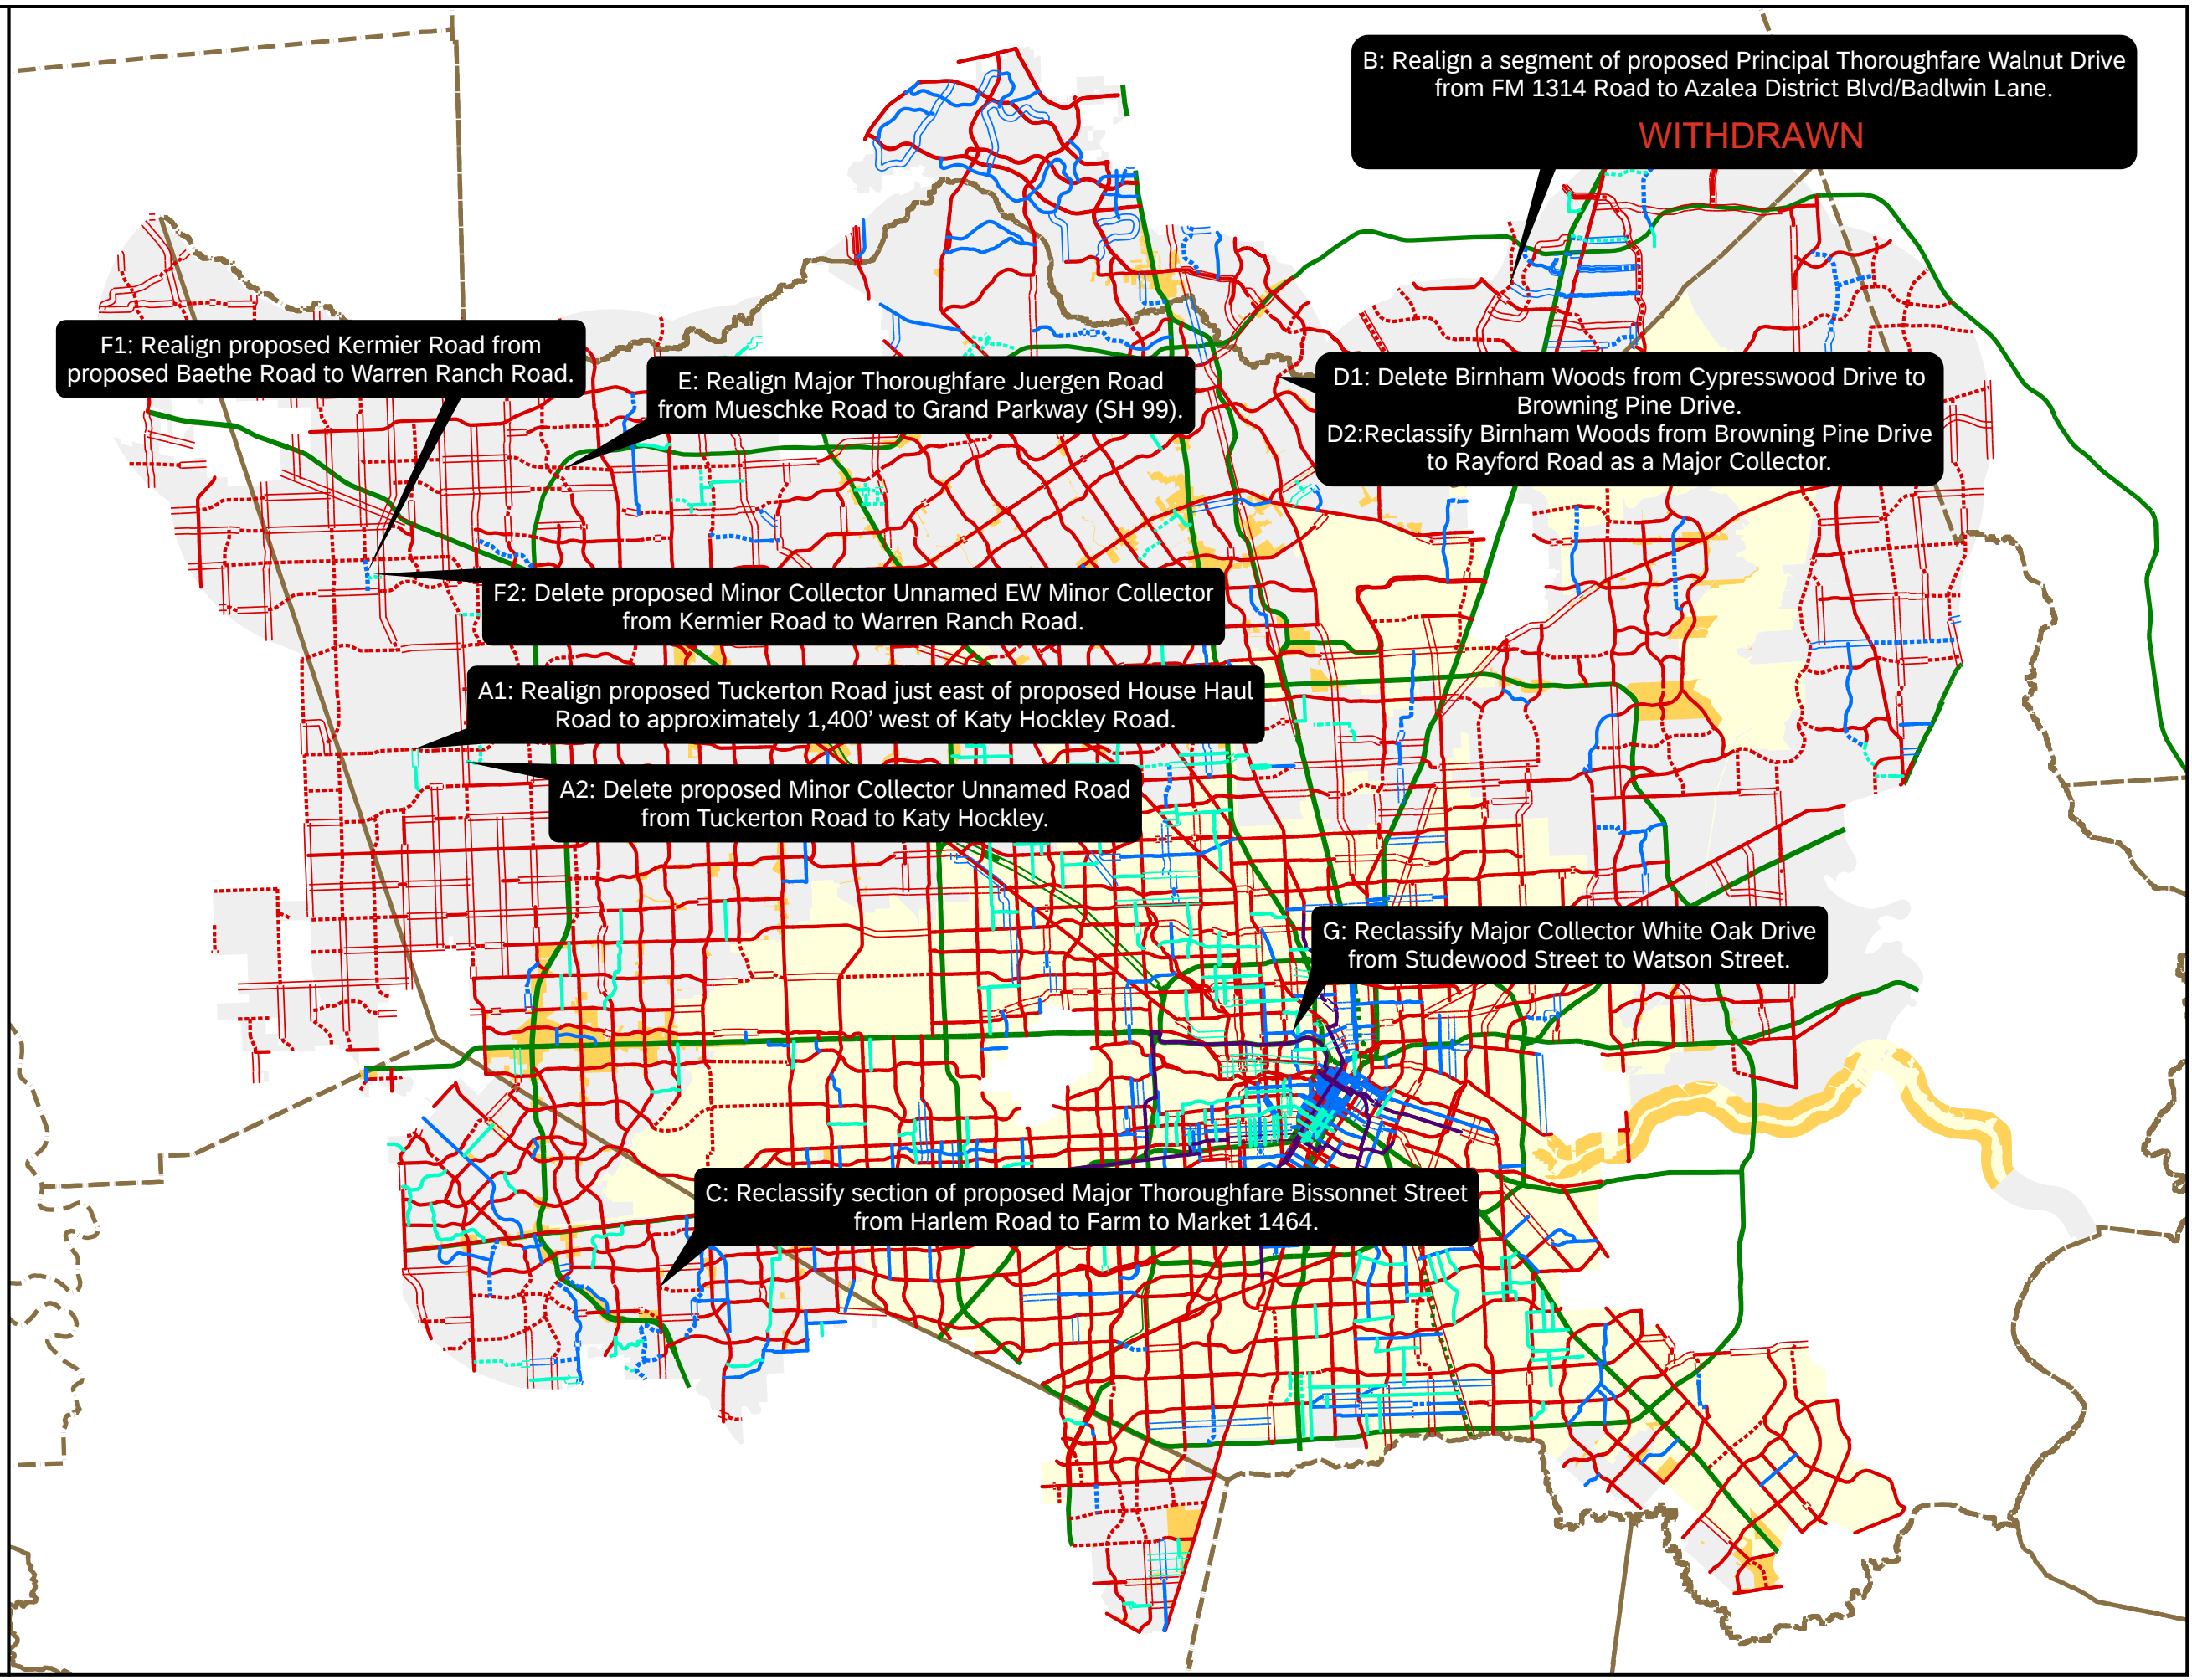 B: Realign a segment of proposed Principal Thoroughfare Walnut Drive
from FM 1314 Road to Azalea District Blvd/Badlwin Lane.
WITHDRAWN
F1: Realign proposed Kermier Road from
proposed Baethe Road to Warren Ranch Road.
E: Realign Major Thoroughfare Juergen Road
from Mueschke Road to Grand Parkway (SH 99).
D1: Delete Birnham Woods from Cypresswood Drive to
Browning Pine Drive.
D2:Reclassify Birnham Woods from Browning Pine Drive
to Rayford Road as a Major Collector.
F2: Delete proposed Minor Collector Unnamed EW Minor Collector
from Kermier Road to Warren Ranch Road.
A1: Realign proposed Tuckerton Road just east of proposed House Haul
Road to approximately 1,400’ west of Katy Hockley Road.
A2: Delete proposed Minor Collector Unnamed Road
from Tuckerton Road to Katy Hockley.
G: Reclassify Major Collector White Oak Drive
from Studewood Street to Watson Street.
C: Reclassify section of proposed Major Thoroughfare Bissonnet Street
from Harlem Road to Farm to Market 1464.